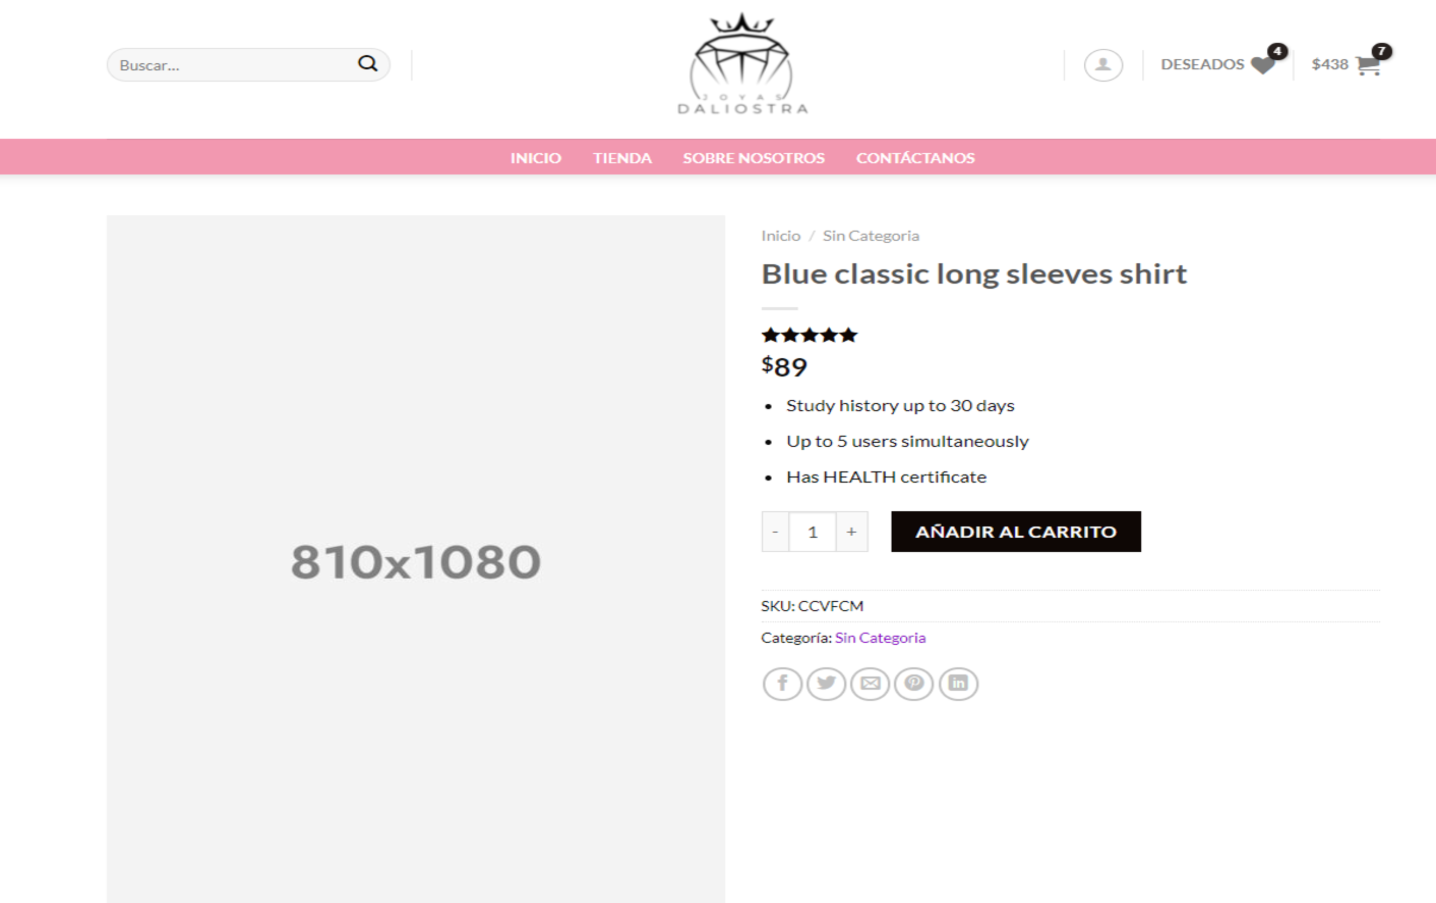 Buscar...
JOYAS
DALIOSTRA
DESEADOS 4
$438 7
INICIO TIENDA SOBRE NOSOTROS CONTÁCTANOS
810x1080
Inicio / Sin Categoria
Blue classic long sleeves shirt
$89
• Study history up to 30 days
• Up to 5 users simultaneously
• Has HEALTH certificate
- 1 + AÑADIR AL CARRITO
SKU: CCVFCM
Categoría: Sin Categoria